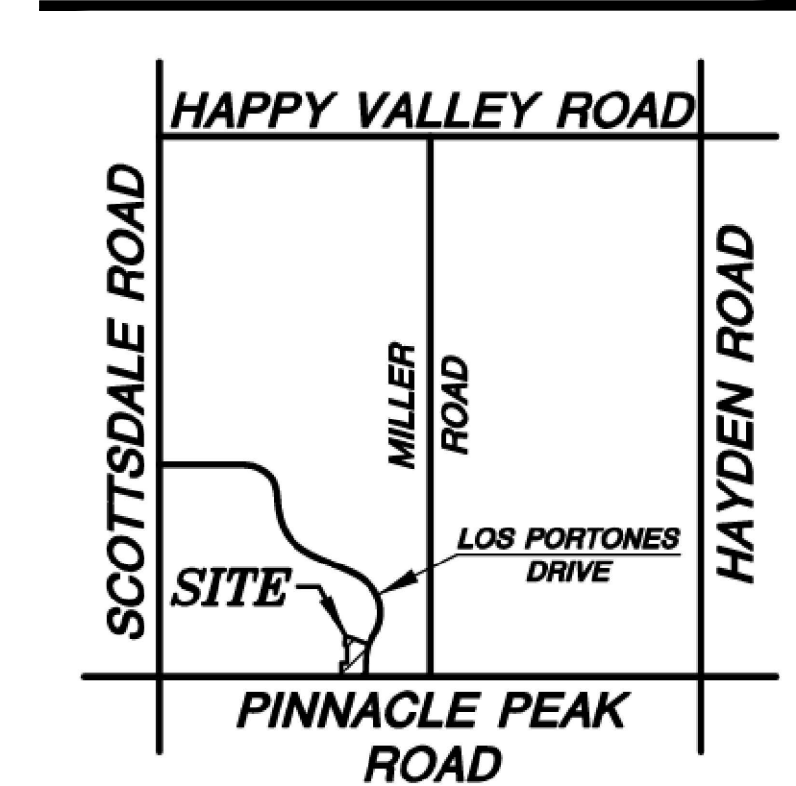 HAPPY VALLEY ROAD
SCOTTSDALE ROAD
HAYDEN ROAD
MILLER
ROAD
LOS PORTONES
DRIVE
SITE
PINNACLE PEAK
ROAD